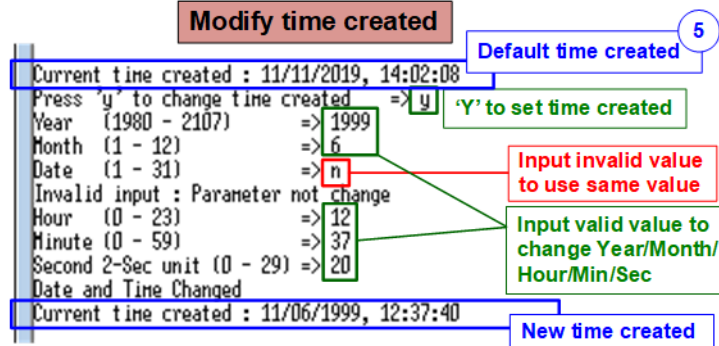 Modify time created
5
Default time created
Current time created : 11/11/2019, 14:02:08
Press 'y' to change time created => y
'Y' to set time created
Year (1980 - 2107) => 1999
Month (1 - 12) => 6
Date (1 - 31) => n
Input invalid value
to use same value
Invalid input : Parameter not change
Hour (0 - 23) => 12
Minute (0 - 59) => 37
Second 2-Sec unit (0 - 29) => 20
Input valid value to
change Year/Month/
Hour/Min/Sec
Date and Time Changed
Current time created : 11/06/1999, 12:37:40
New time created